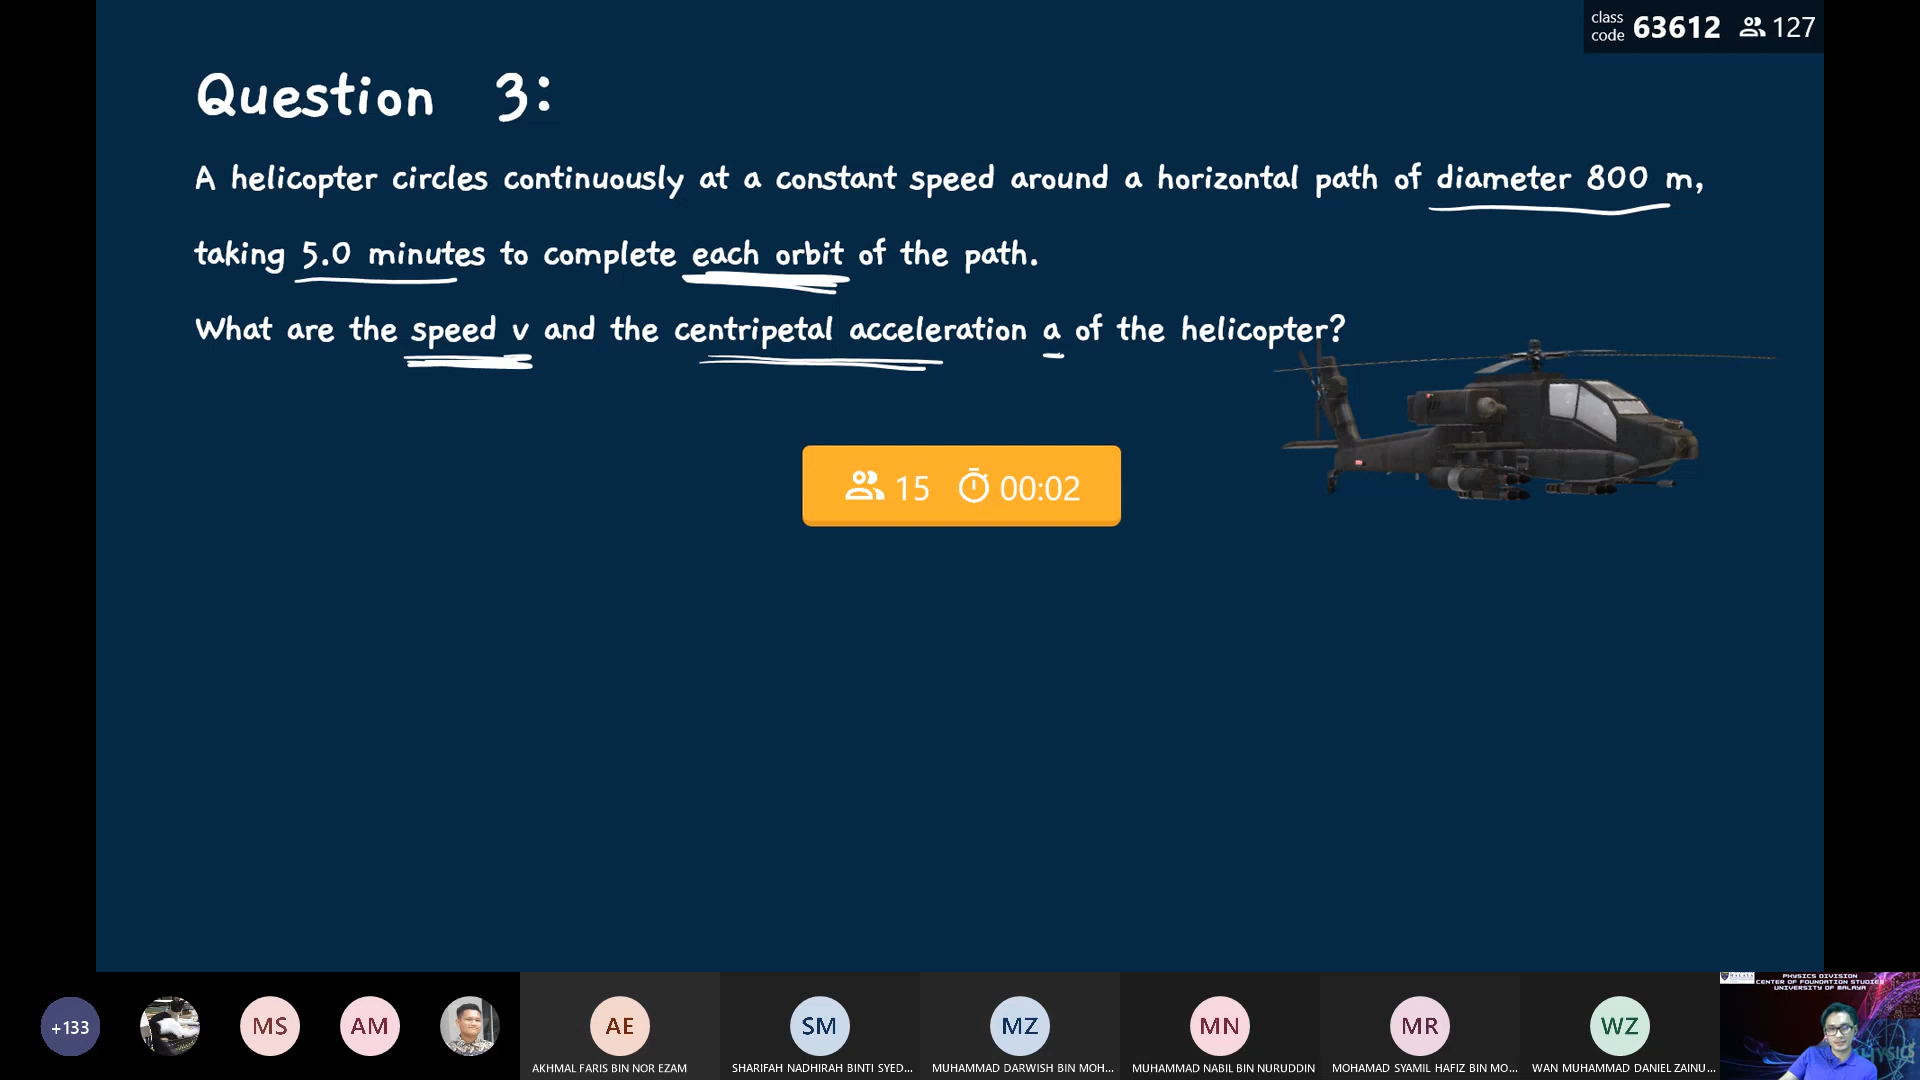 class
code 63612 127
Question 3:
A helicopter circles continuously at a constant speed around a horizontal path of diameter 800 m,
taking 5.0 minutes to complete each orbit of the path.
What are the speed v and the centripetal acceleration a of the helicopter?
15 00:02
PHYSICS DIVISION
CENTER OF FOUNDATION STUDIES
UNIVERSITY OF MALAYA
+133
MS
AM
AE
SM
MZ
MN
MR
WZ
AKHMAL FARIS BIN NOR EZAM
SHARIFAH NADHIRAH BINTI SYED...
MUHAMMAD DARWISH BIN MOH...
MUHAMMAD NABIL BIN NURUDDIN
MOHAMAD SYAMIL HAFIZ BIN MO...
WAN MUHAMMAD DANIEL ZAINU...